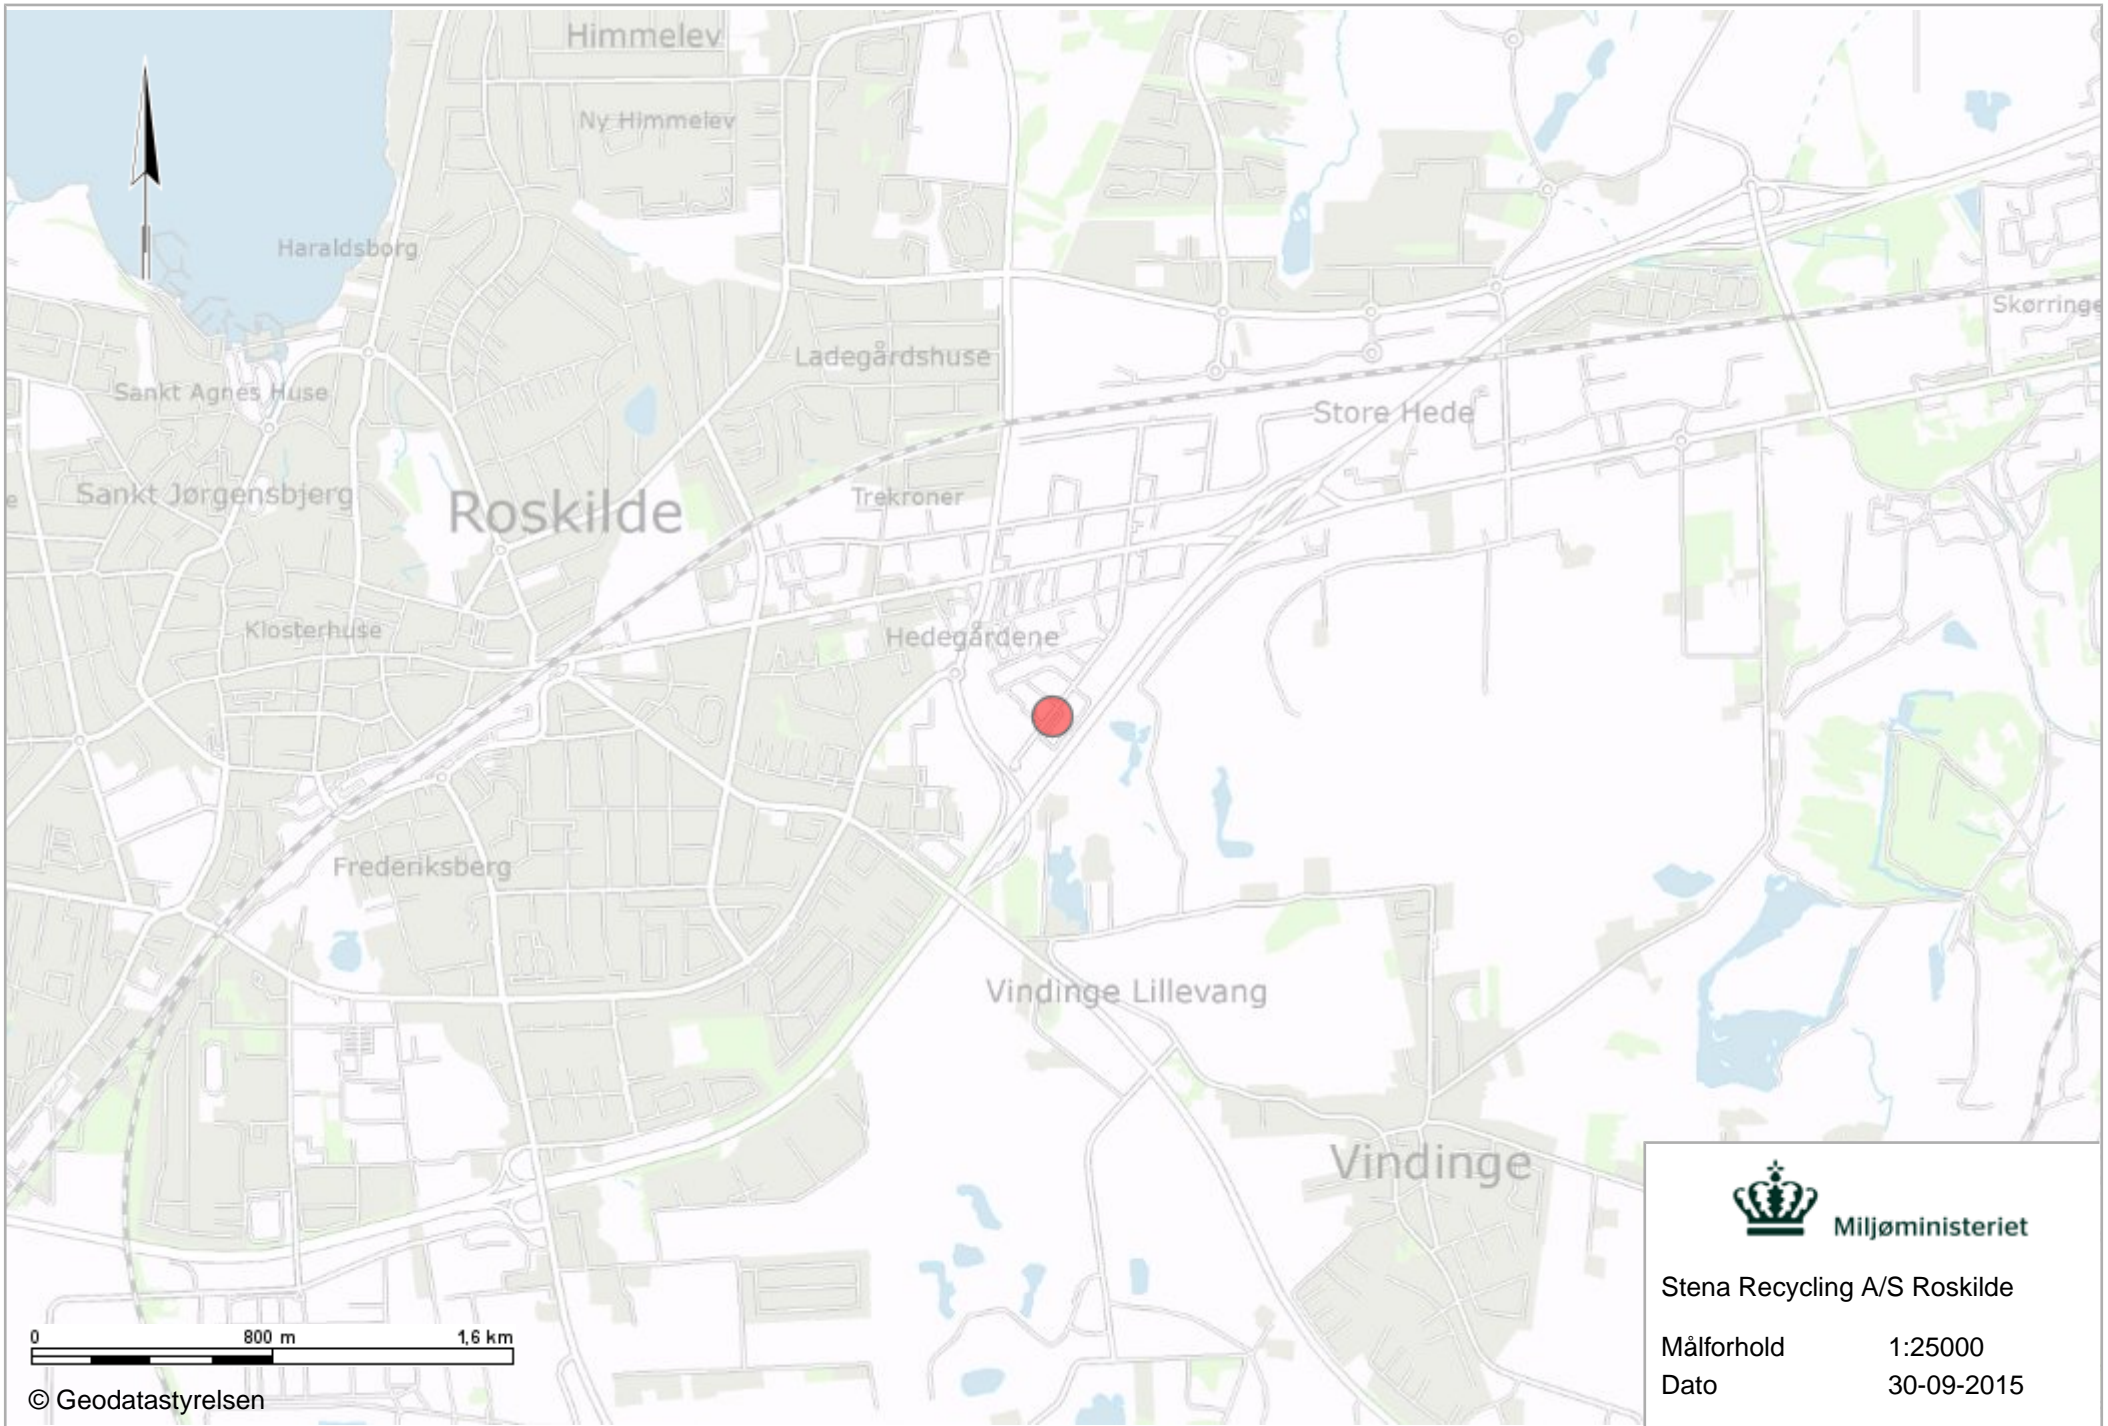 Himmelev
Ny Himmelev
Haraldsborg
Skørringe
Ladegårdshuse
Sankt Agnes Huse
Store Hede
Sankt Jørgensbjerg
e
Roskilde
Trekroner
Klosterhuse
Hedegårdene
Frederiksberg
Vindinge Lillevang
Vindinge
Miljøministeriet
Stena Recycling A/S Roskilde
Målforhold 1:25000
Dato 30-09-2015
0 800 m 1,6 km
© Geodatastyrelsen